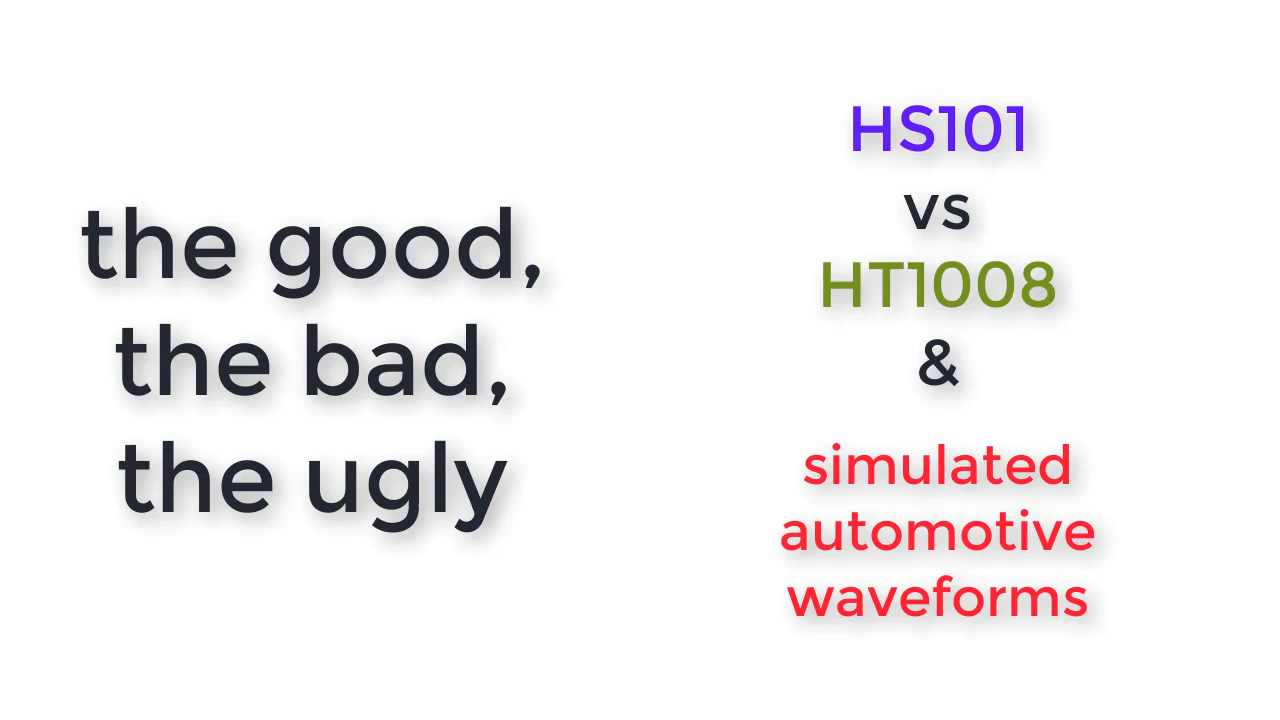 the good,
the bad,
the ugly
HS101
vs
HT1008
&
simulated
automotive
waveforms